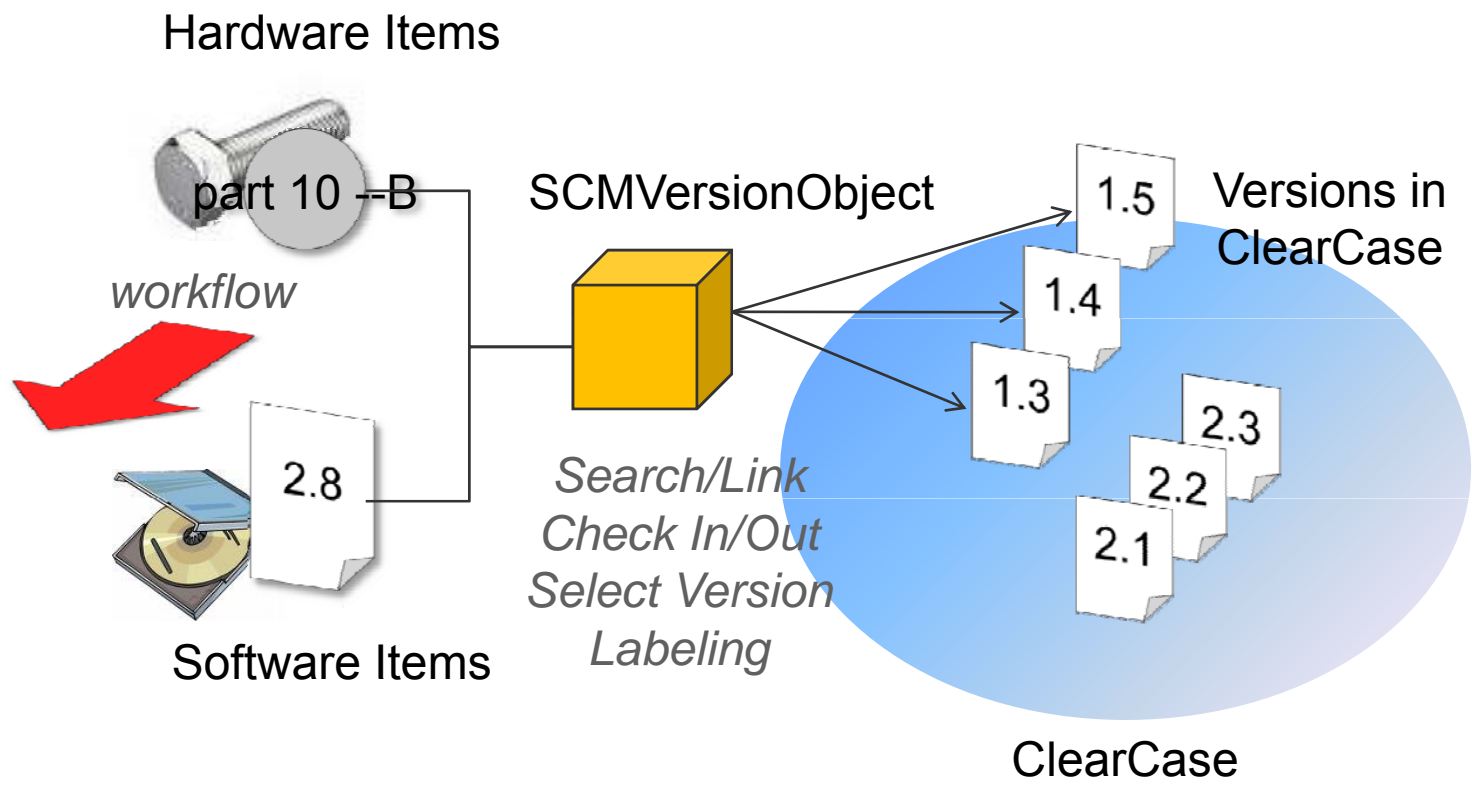 Hardware Items
part 10 --B
workflow
2.8
Software Items
SCMVersionObject
Search/Link
Check In/Out
Select Version
Labeling
1.5
1.4
1.3
Versions in
ClearCase
2.3
2.2
2.1
ClearCase